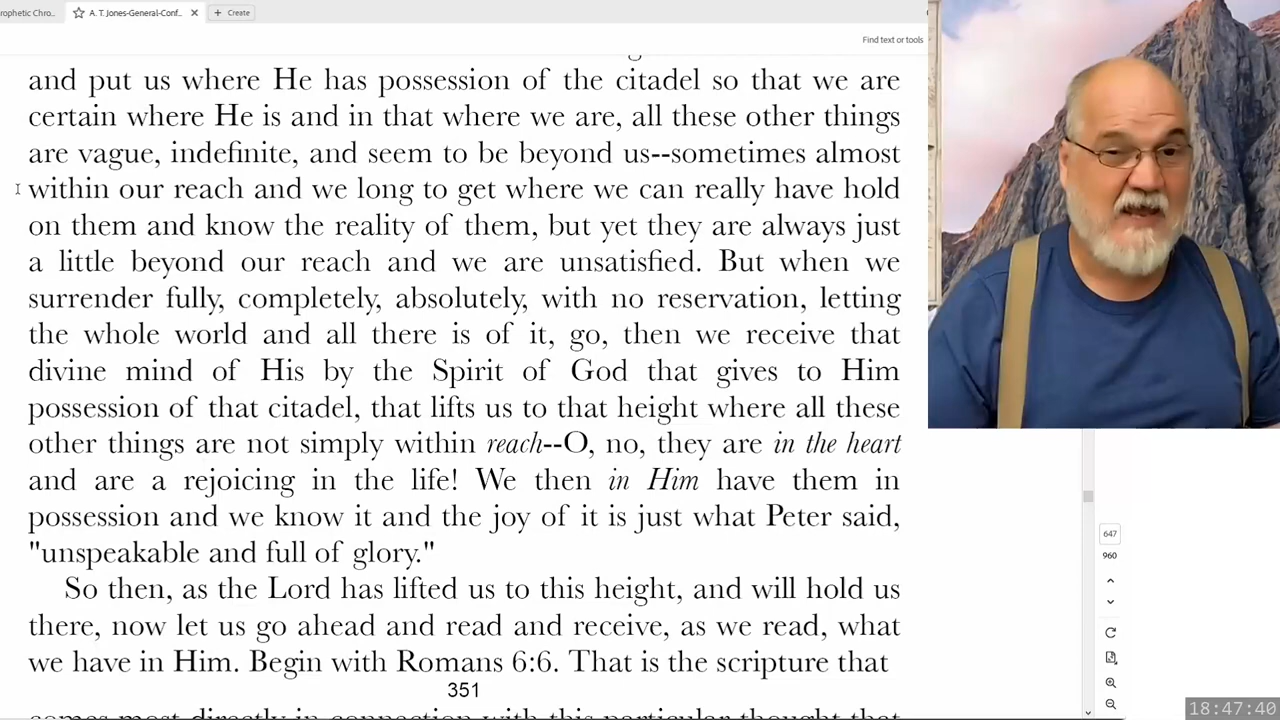 rophetic Chro...
A. T. Jones-General-Conf...
+ Create
Find text or tools
and put us where He has possession of the citadel so that we are
certain where He is and in that where we are, all these other things
are vague, indefinite, and seem to be beyond us--sometimes almost
within our reach and we long to get where we can really have hold
on them and know the reality of them, but yet they are always just
a little beyond our reach and we are unsatisfied. But when we
surrender fully, completely, absolutely, with no reservation, letting
the whole world and all there is of it, go, then we receive that
divine mind of His by the Spirit of God that gives to Him
possession of that citadel, that lifts us to that height where all these
other things are not simply within reach--O, no, they are in the heart
and are a rejoicing in the life! We then in Him have them in
possession and we know it and the joy of it is just what Peter said,
"unspeakable and full of glory."
So then, as the Lord has lifted us to this height, and will hold us
there, now let us go ahead and read and receive, as we read, what
we have in Him. Begin with Romans 6:6. That is the scripture that
351
comes most directly in connection with this particular thought that
647
960
18:47:40